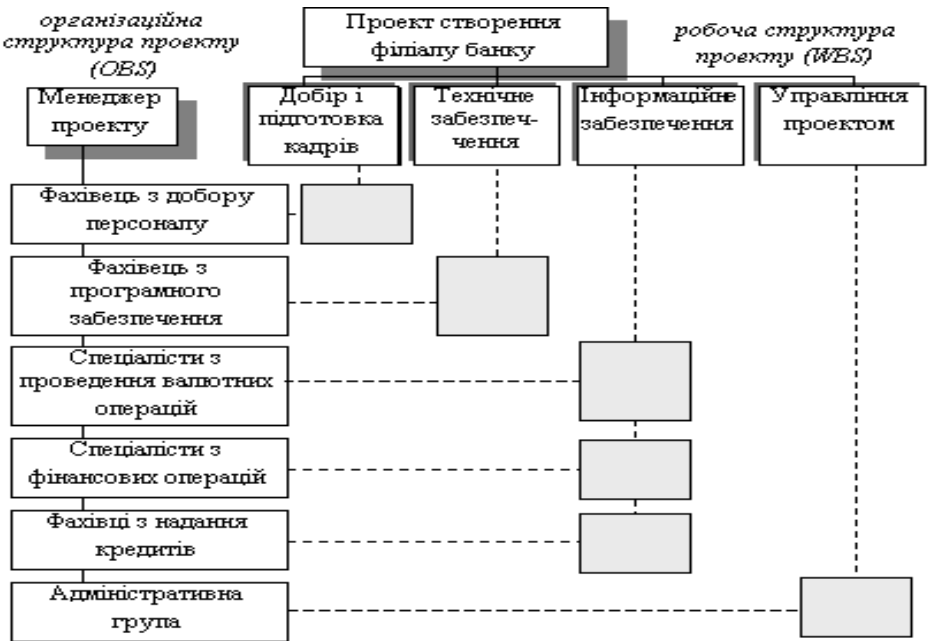 організаційна
структура проекту
(OBS)
Проект створення
філіалу банку
робоча структура
проекту (WBS)
Менеджер
проекту
Добір і
підготовка
кадрів
Технічне
забезпеч-
чення
Інформаційне
забезпечення
Управління
проектом
Фахівець з добору
персоналу
Фахівець з
програмного
забезпечення
Спеціалісти з
проведення валютних
операцій
Спеціалісти з
фінансових операцій
Фахівці з надання
кредитів
Адміністративна
група